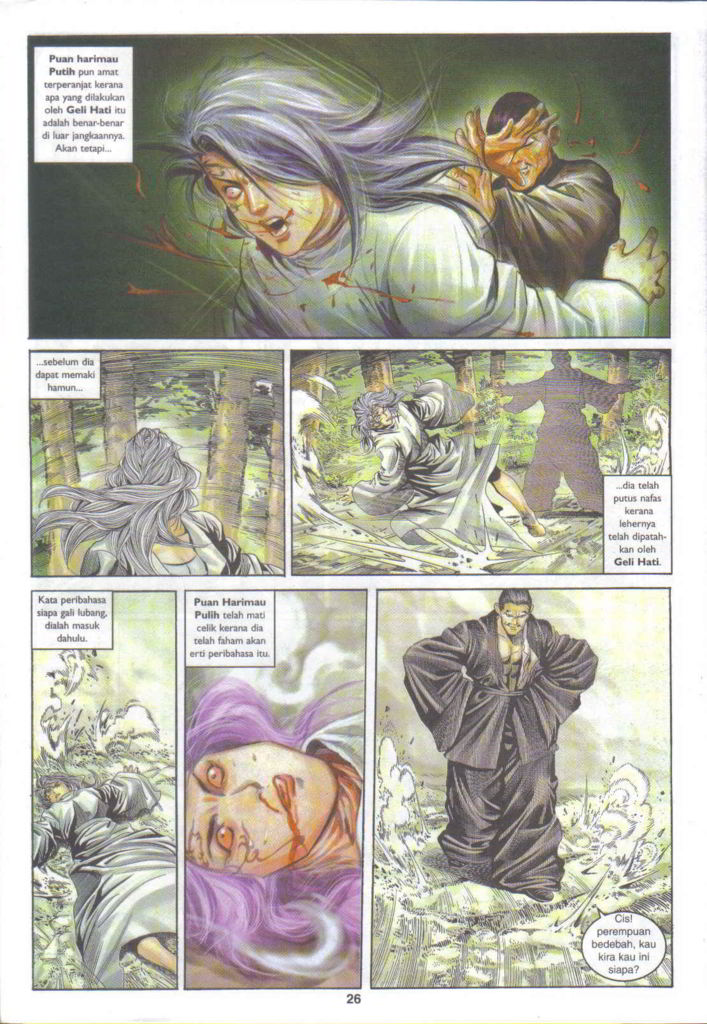 Puan harimau
Putih pun amat
terperanjat kerana
apa yang dilakukan
oleh Geli Hati itu
adalah benar-benar
di luar jangkaannya.
Akan tetapi...
...sebelum dia
dapat memaki
hamun...
...dia telah
putus nafas
kerana
lehernya
telah dipatah-
kan oleh
Geli Hati.
Kata peribahasa
siapa gali lubang,
dialah masuk
dahulu.
Puan Harimau
Pulih telah mati
celik kerana dia
telah faham akan
erti peribahasa itu.
Cis!
perempuan
bedebah, kau
kira kau ini
siapa?
26